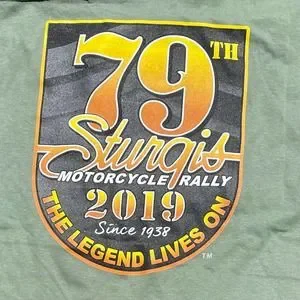 79TH
Sturgis
MOTORCYCLE RALLY
2019
Since 1938
THE LEGEND LIVES ON
TM